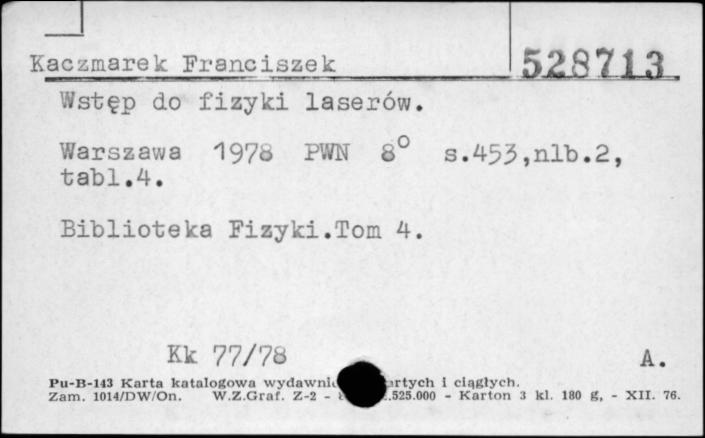 Kaczmarek Franciszek 528713
Wstęp do fizyki laserów.
Warszawa 1978 PWN 8° s.453,nlb.2,
tabl.4.
Biblioteka Fizyki.Tom 4.
Kk 77/78 A.
Pu-B-143 Karta katalogowa i ciągłych.
Zam. 1014/DW/On. W.Z.Graf. Z-2 - .525.000 - Karton 3 kl. 180 g, - XII. 76.